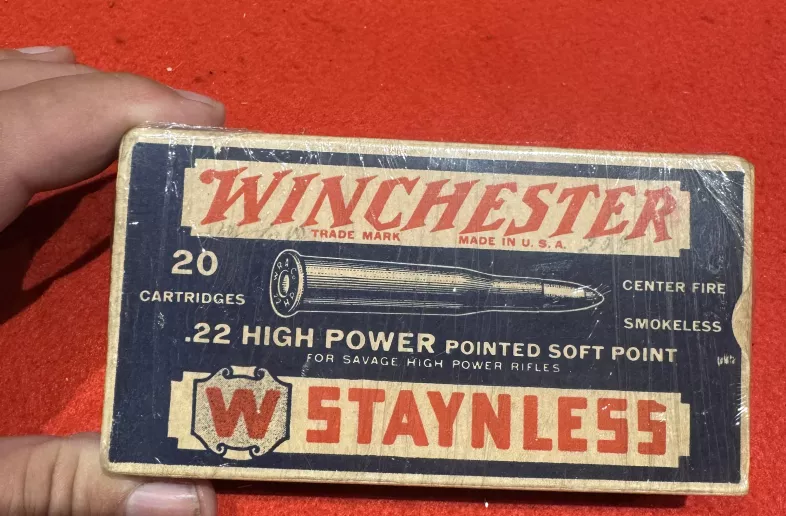 WINCHESTER
TRADE MARK MADE IN U.S.A.
20
CARTRIDGES
CENTER FIRE
SMOKELESS
.22 HIGH POWER POINTED SOFT POINT
FOR SAVAGE HIGH POWER RIFLES
W STAYNLESS